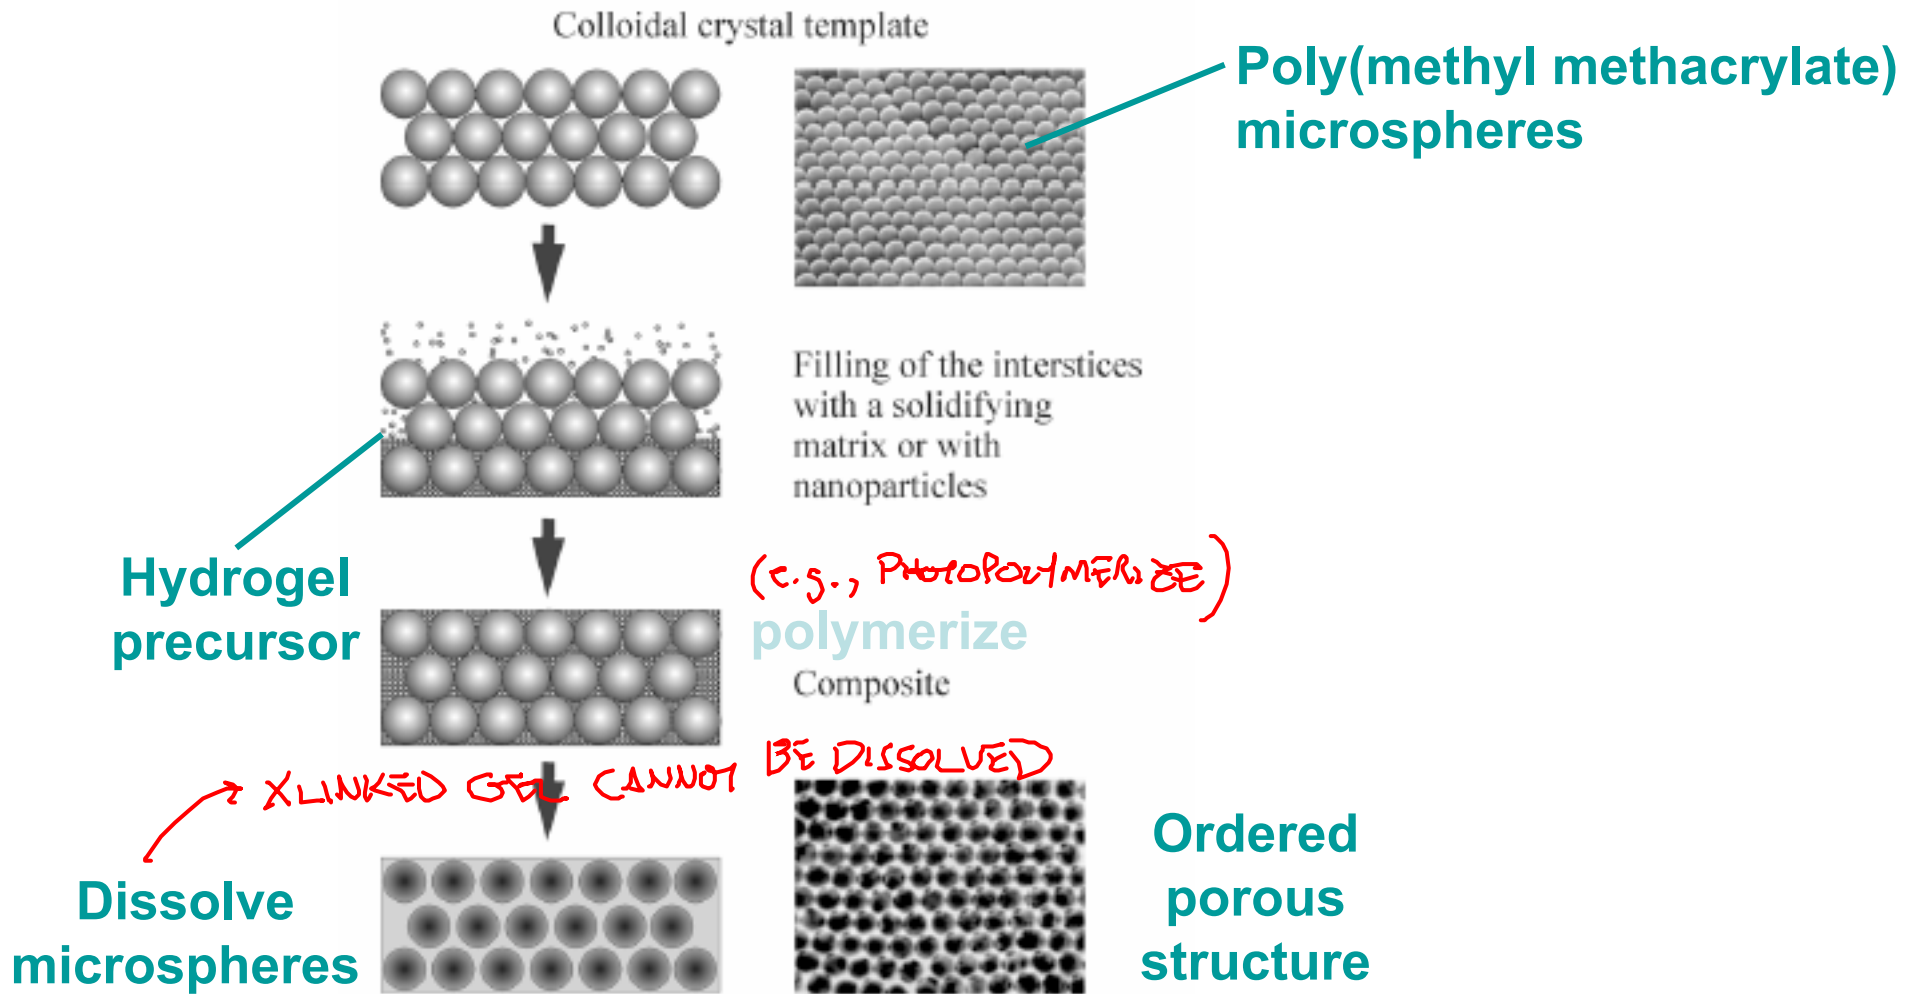 Colloidal crystal template
Poly(methyl methacrylate)
microspheres
Filling of the interstices
with a solidifying
matrix or with
nanoparticles
Hydrogel
precursor
(e.g., PHOTOPOLYMERIZE)
polymerize
Composite
XLINKED GEL CANNOT BE DISSOLVED
Dissolve
microspheres
Ordered
porous
structure